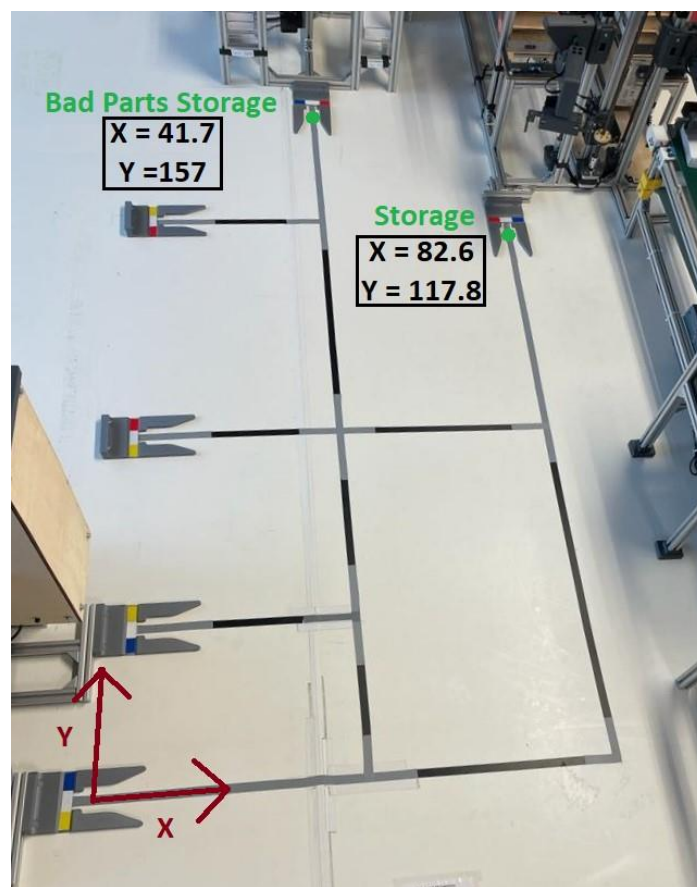 Bad Parts Storage
X = 41.7
Y =157
Storage
X = 82.6
Y = 117.8
Y
X